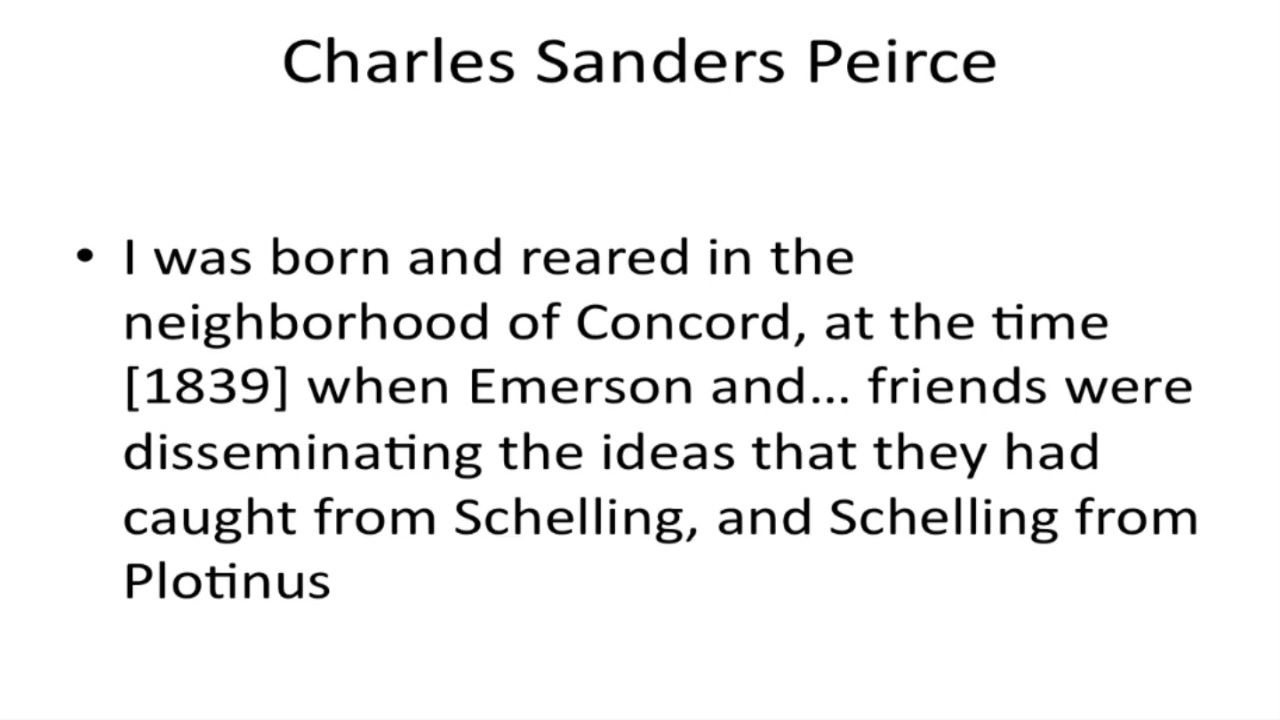 Charles Sanders Peirce
• I was born and reared in the
neighborhood of Concord, at the time
[1839] when Emerson and... friends were
disseminating the ideas that they had
caught from Schelling, and Schelling from
Plotinus